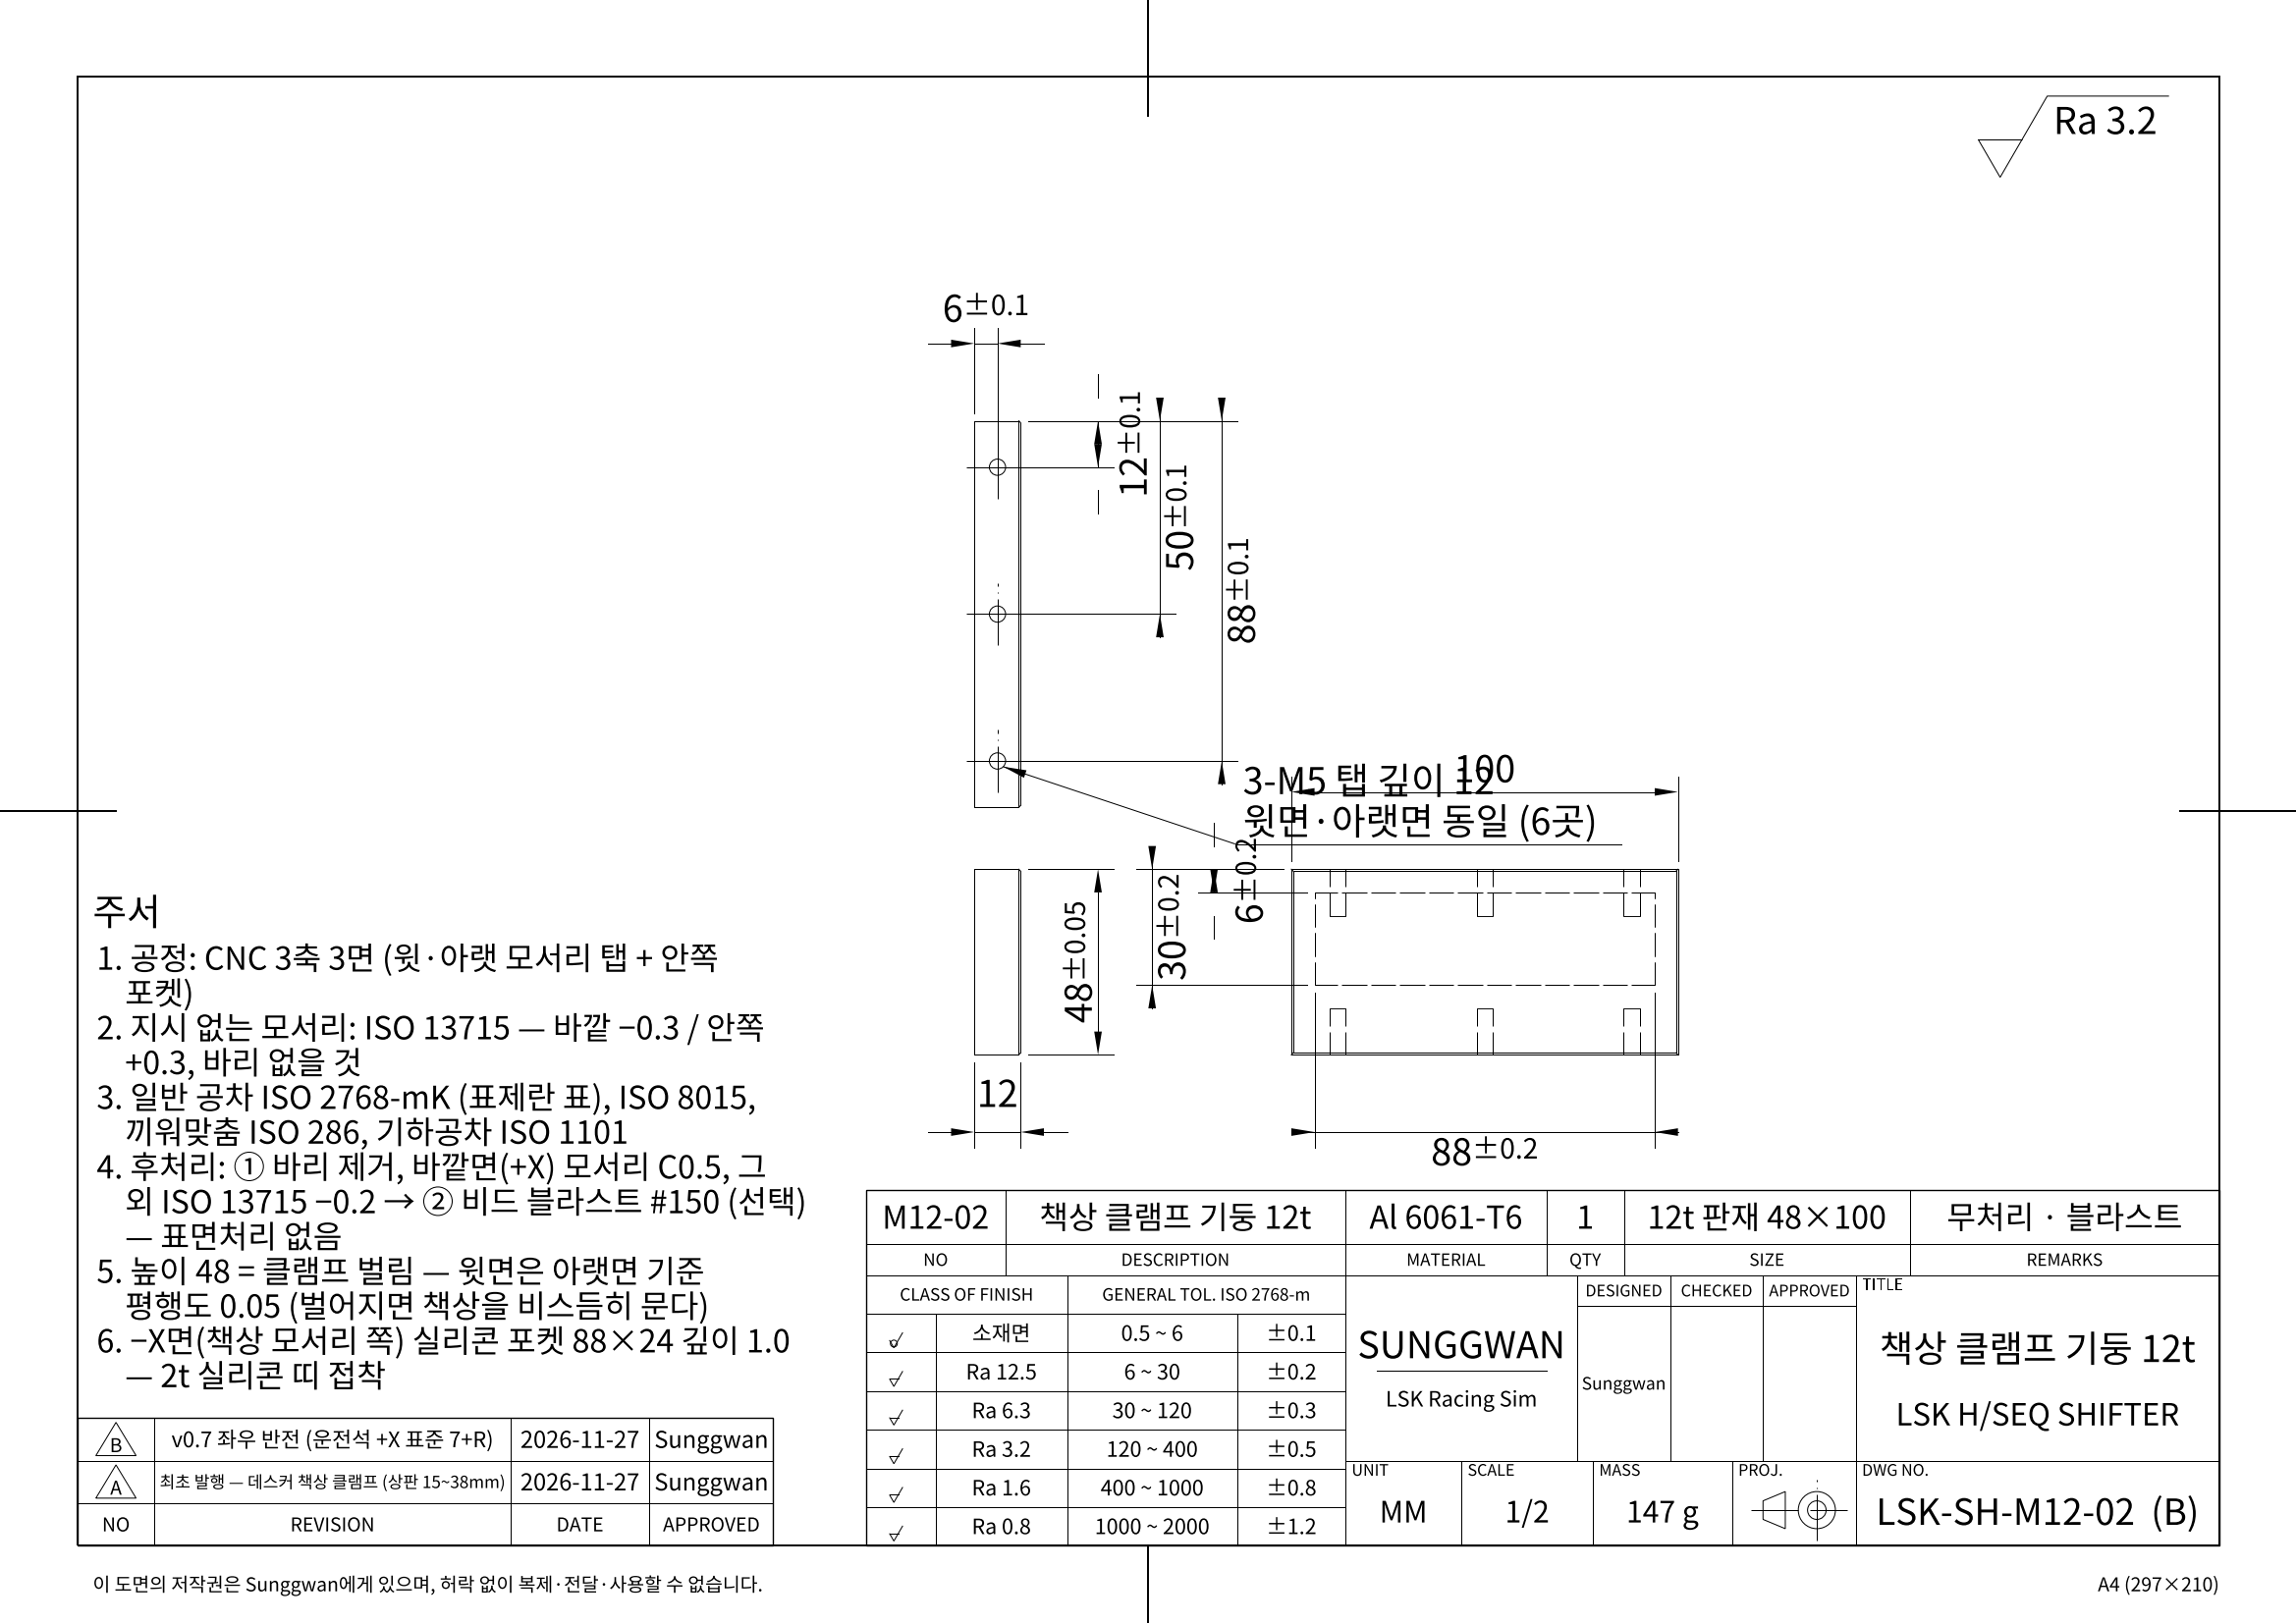 Ra 3.2
6±0.1
12±0.1
50±0.1
88±0.1
3-M5 탭 깊이 12
윗면·아랫면 동일 (6곳)
100
6±0.2
30±0.2
48±0.05
12
88±0.2
주서
1. 공정: CNC 3축 3면 (윗·아랫 모서리 탭 + 안쪽
포켓)
2. 지시 없는 모서리: ISO 13715 — 바깥 −0.3 / 안쪽
+0.3, 바리 없을 것
3. 일반 공차 ISO 2768-mK (표제란 표), ISO 8015,
끼워맞춤 ISO 286, 기하공차 ISO 1101
4. 후처리: ① 바리 제거, 바깥면(+X) 모서리 C0.5, 그
외 ISO 13715 −0.2 → ② 비드 블라스트 #150 (선택)
— 표면처리 없음
5. 높이 48 = 클램프 벌림 — 윗면은 아랫면 기준
평행도 0.05 (벌어지면 책상을 비스듬히 문다)
6. −X면(책상 모서리 쪽) 실리콘 포켓 88×24 깊이 1.0
— 2t 실리콘 띠 접착
B v0.7 좌우 반전 (운전석 +X 표준 7+R) 2026-11-27 Sunggwan
A 최초 발행 — 데스커 책상 클램프 (상판 15~38mm) 2026-11-27 Sunggwan
NO REVISION DATE APPROVED
M12-02 책상 클램프 기둥 12t Al 6061-T6 1 12t 판재 48×100 무처리 · 블라스트
NO DESCRIPTION MATERIAL QTY SIZE REMARKS
CLASS OF FINISH GENERAL TOL. ISO 2768-m
소재면 0.5 ~ 6 ±0.1
Ra 12.5 6 ~ 30 ±0.2
Ra 6.3 30 ~ 120 ±0.3
Ra 3.2 120 ~ 400 ±0.5
Ra 1.6 400 ~ 1000 ±0.8
Ra 0.8 1000 ~ 2000 ±1.2
SUNGGWAN
LSK Racing Sim
DESIGNED CHECKED APPROVED
Sunggwan
TITLE
책상 클램프 기둥 12t
LSK H/SEQ SHIFTER
UNIT SCALE MASS PROJ. DWG NO.
MM 1/2 147 g LSK-SH-M12-02 (B)
이 도면의 저작권은 Sunggwan에게 있으며, 허락 없이 복제·전달·사용할 수 없습니다.
A4 (297×210)